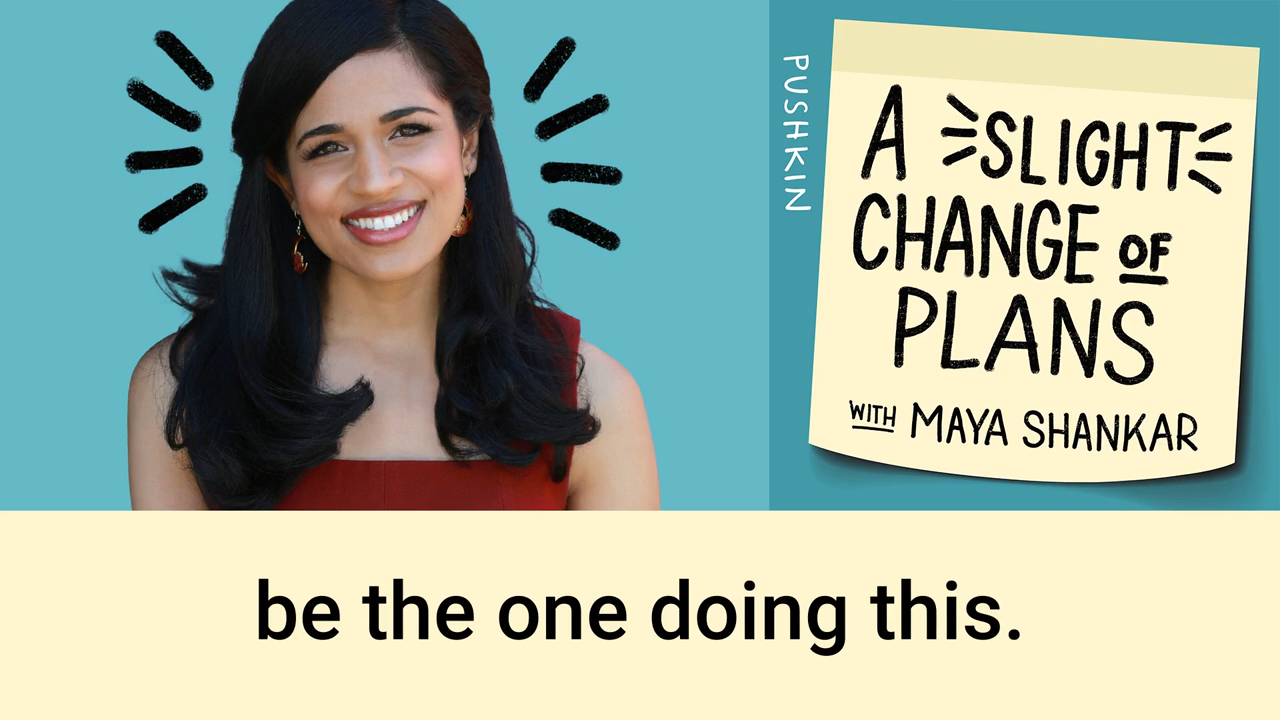 PUSHKIN
A SLIGHT
CHANGE OF
PLANS
WITH MAYA SHANKAR
be the one doing this.